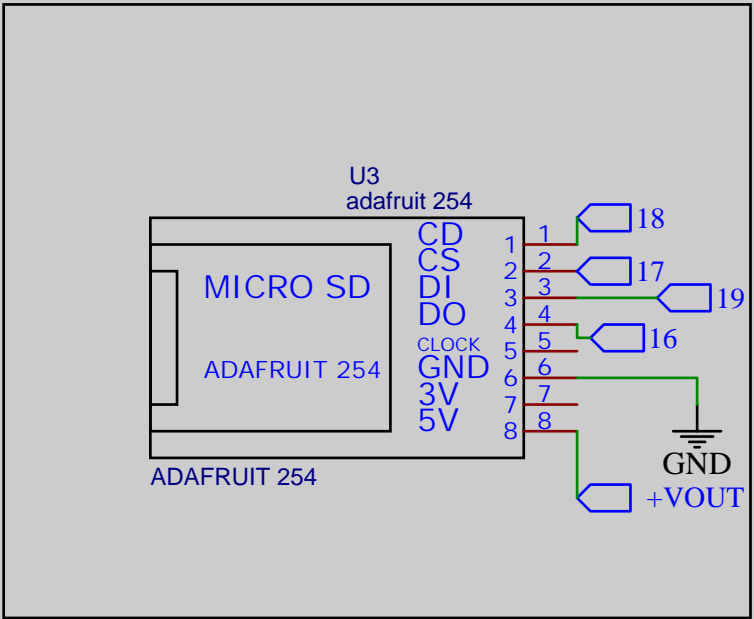 U3
adafruit 254
CD 1 1 18
CS 2 2 17
MICRO SD DI 3 3 19
DO 4 4 16
CLOCK 5 5
ADAFRUIT 254 GND 6 6
3V 7 7
5V 8 8
GND
ADAFRUIT 254
+VOUT